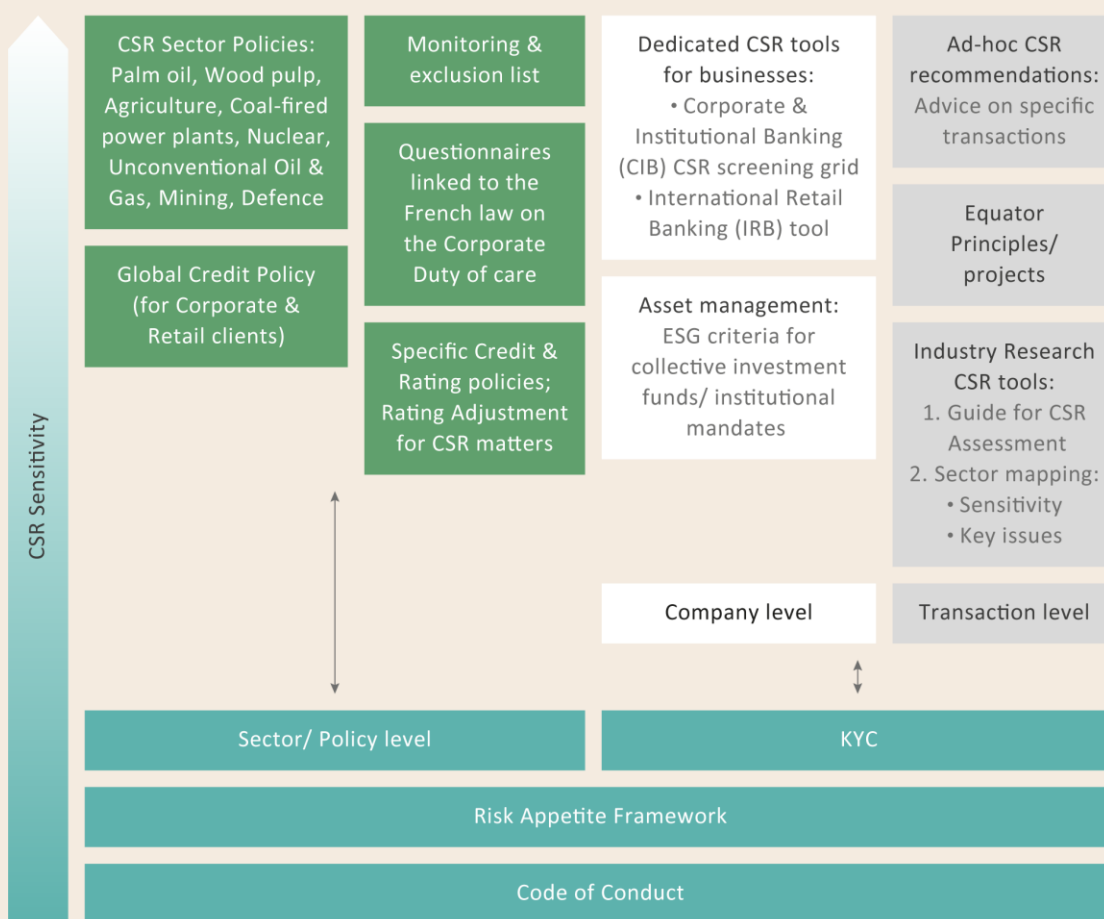 CSR Sensitivity
CSR Sector Policies:
Palm oil, Wood pulp,
Agriculture, Coal-fired
power plants, Nuclear,
Unconventional Oil &
Gas, Mining, Defence
Global Credit Policy
(for Corporate &
Retail clients)
Monitoring &
exclusion list
Questionnaires
linked to the
French law on
the Corporate
Duty of care
Specific Credit &
Rating policies;
Rating Adjustment
for CSR matters
Dedicated CSR tools
for businesses:
• Corporate &
Institutional Banking
(CIB) CSR screening grid
• International Retail
Banking (IRB) tool
Asset management:
ESG criteria for
collective investment
funds/ institutional
mandates
Company level
Ad-hoc CSR
recommendations:
Advice on specific
transactions
Equator
Principles/
projects
Industry Research
CSR tools:
1. Guide for CSR
Assessment
2. Sector mapping:
• Sensitivity
• Key issues
Transaction level
Sector/ Policy level
KYC
Risk Appetite Framework
Code of Conduct